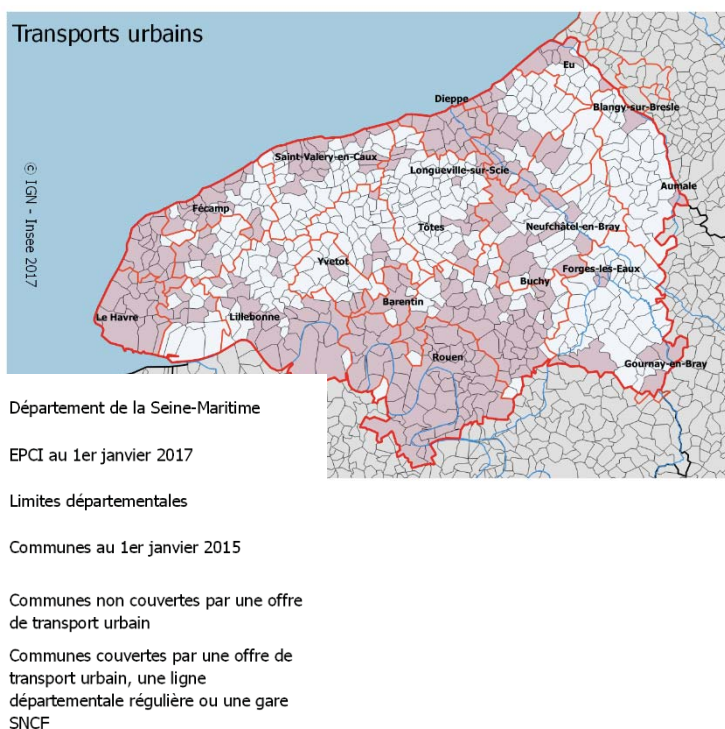 Transports urbains
Eu
Dieppe
Blangy-sur-Bresle
Saint-Valery-en-Caux
Longueville-sur-Scie
Aumale
© IGN - Insee 2017
Fécamp
Tôtes
Neufchâtel-en-Bray
Yvetot
Forges-les-Eaux
Buchy
Barentin
Le Havre
Lillebonne
Rouen
Gournay-en-Bray
Département de la Seine-Maritime
EPCI au 1er janvier 2017
Limites départementales
Communes au 1er janvier 2015
Communes non couvertes par une offre
de transport urbain
Communes couvertes par une offre de
transport urbain, une ligne
départementale régulière ou une gare
SNCF